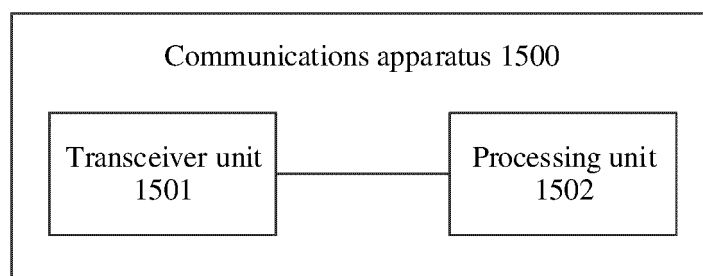 Communications apparatus 1500
Transceiver unit
1501
Processing unit
1502